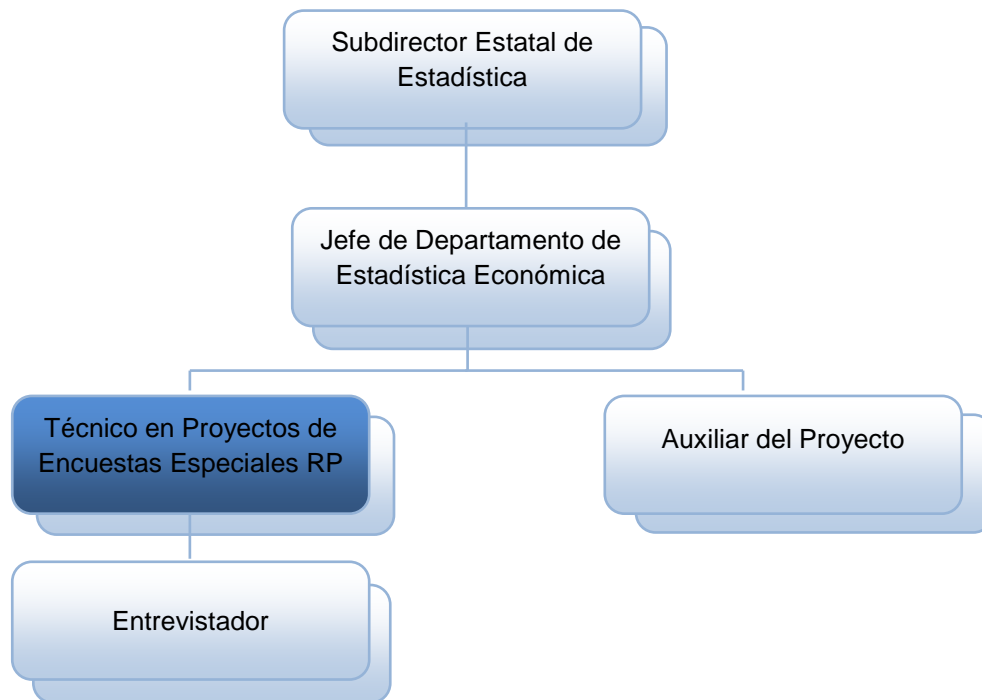 Subdirector Estatal de
Estadística
Jefe de Departamento de
Estadística Económica
Técnico en Proyectos de
Encuestas Especiales RP
Auxiliar del Proyecto
Entrevistador